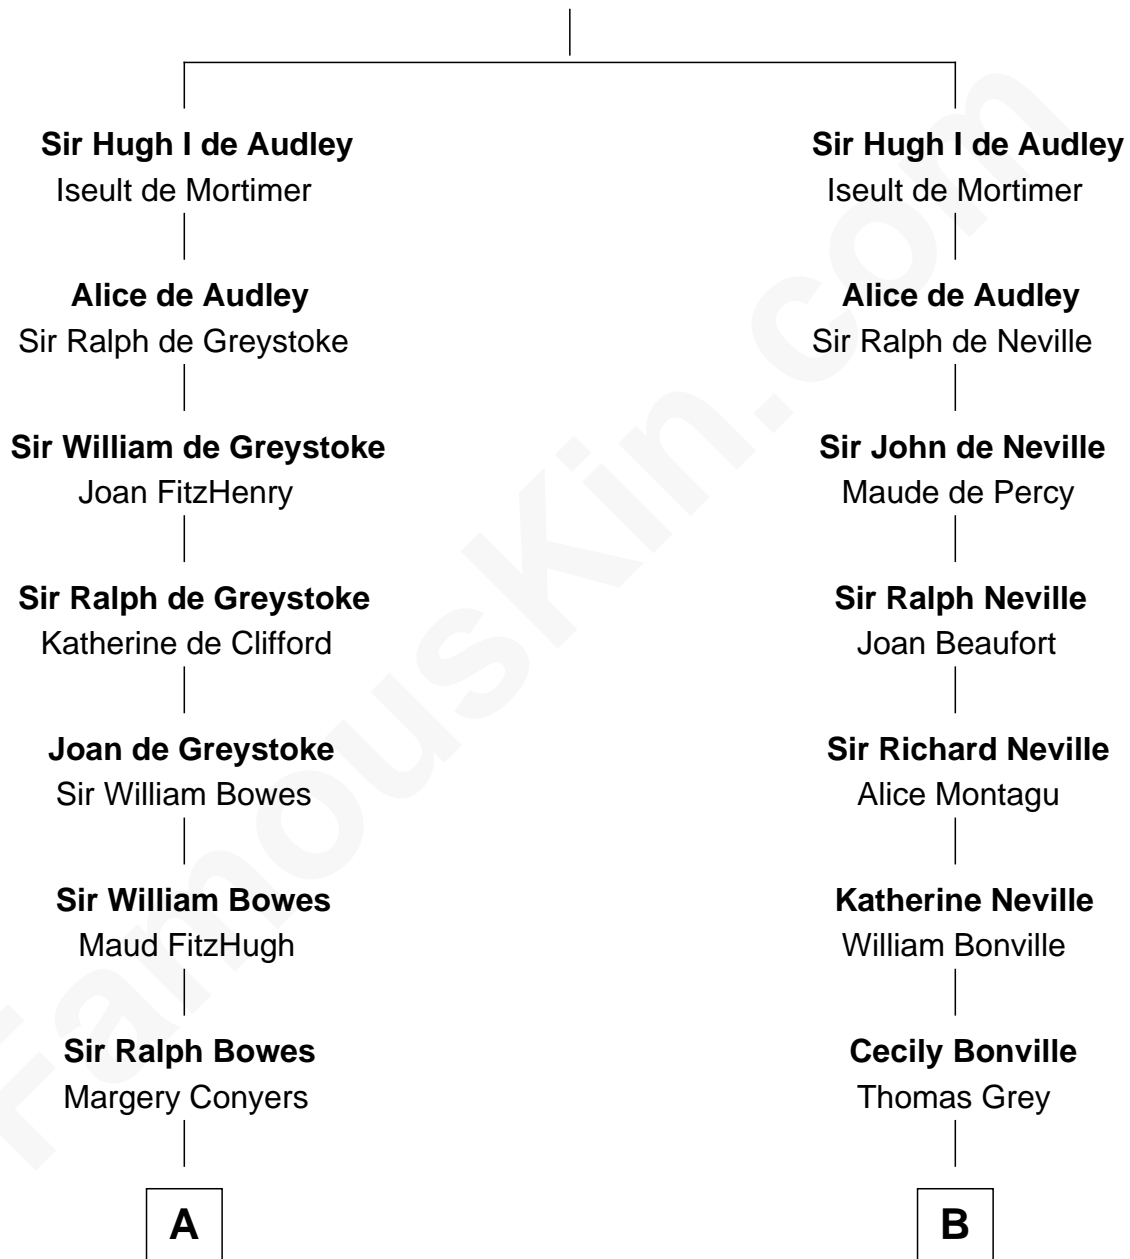 Sir Hugh I de Audley
Iseult de Mortimer
Alice de Audley
Sir Ralph de Greystoke
Sir William de Greystoke
Joan FitzHenry
Sir Ralph de Greystoke
Katherine de Clifford
Joan de Greystoke
Sir William Bowes
Sir William Bowes
Maud FitzHugh
Sir Ralph Bowes
Margery Conyers
A
Sir Hugh I de Audley
Iseult de Mortimer
Alice de Audley
Sir Ralph de Neville
Sir John de Neville
Maude de Percy
Sir Ralph Neville
Joan Beaufort
Sir Richard Neville
Alice Montagu
Katherine Neville
William Bonville
Cecily Bonville
Thomas Grey
B
FamousKin.com